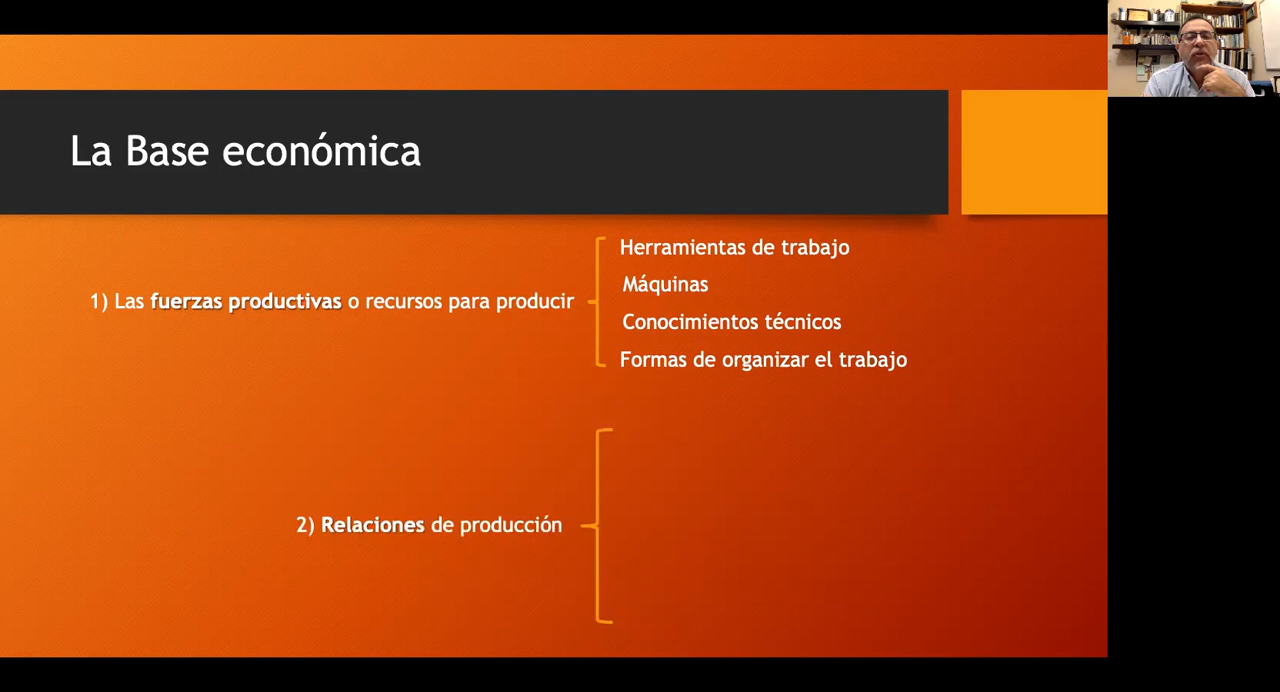 La Base económica
1) Las fuerzas productivas o recursos para producir
Herramientas de trabajo
Máquinas
Conocimientos técnicos
Formas de organizar el trabajo
2) Relaciones de producción